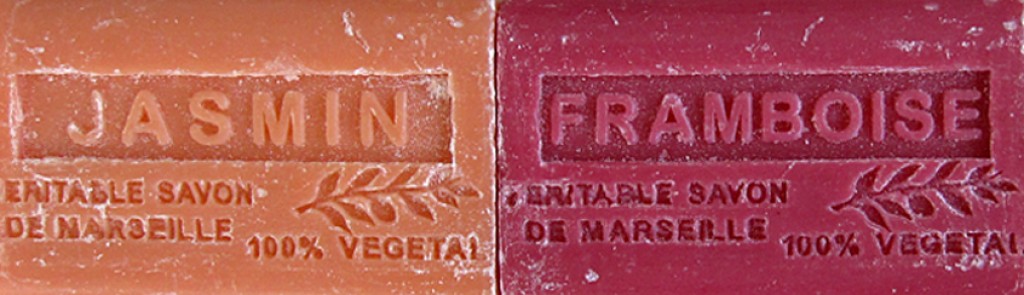 JASMIN
ERITABLE SAVON
DE MARSEILLE
100% VEGETAL
FRAMBOISE
ERITABLE SAVON
DE MARSEILLE
100% VEGETAL